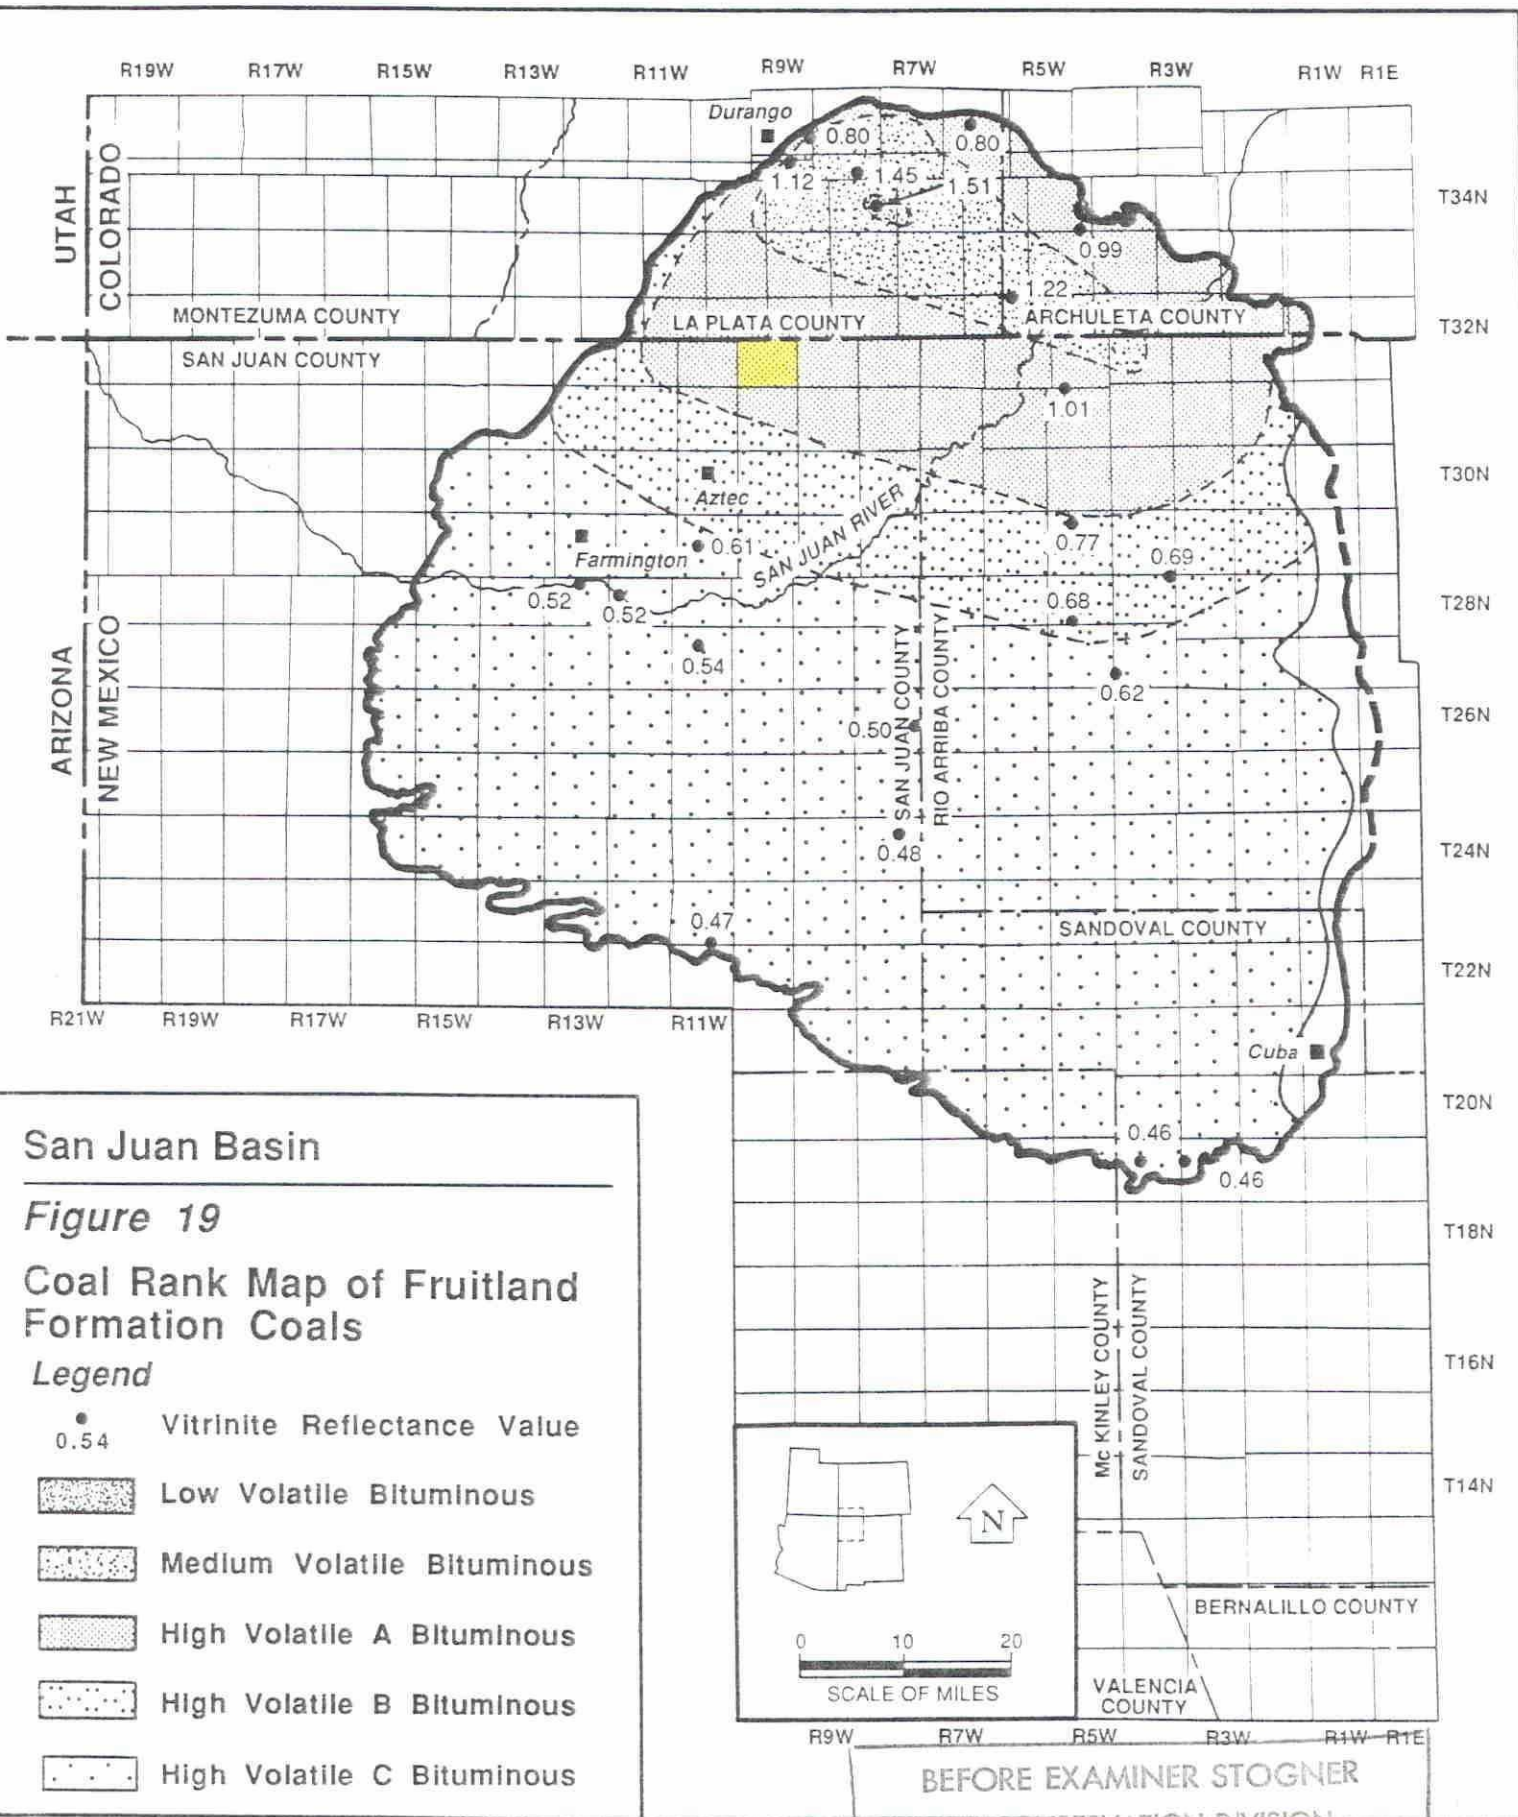 R19W R17W R15W R13W R11W R9W R7W R5W R3W R1W R1E
Durango
0.80
0.80
1.12
1.45
1.51
T34N
UTAH
COLORADO
0.99
1.22
MONTEZUMA COUNTY
LA PLATA COUNTY
ARCHULETA COUNTY
T32N
SAN JUAN COUNTY
1.01
T30N
Aztec
SAN JUAN RIVER
0.77
0.61
Farmington
0.69
0.52
0.52
0.68
T28N
ARIZONA
NEW MEXICO
0.54
SAN JUAN COUNTY
RIO ARRIBA COUNTY
0.62
0.50
T26N
0.48
T24N
0.47
SANDOVAL COUNTY
T22N
R21W R19W R17W R15W R13W R11W
Cuba
T20N
0.46
0.46
San Juan Basin
Figure 19
Coal Rank Map of Fruitland
Formation Coals
Legend
0.54
Vitrinite Reflectance Value
Low Volatile Bituminous
Medium Volatile Bituminous
High Volatile A Bituminous
High Volatile B Bituminous
High Volatile C Bituminous
T18N
McKINLEY COUNTY
SANDOVAL COUNTY
T16N
T14N
N
0 10 20
SCALE OF MILES
BERNALILLO COUNTY
VALENCIA
COUNTY
R9W R7W R5W R3W R1W R1E
BEFORE EXAMINER STOGNER